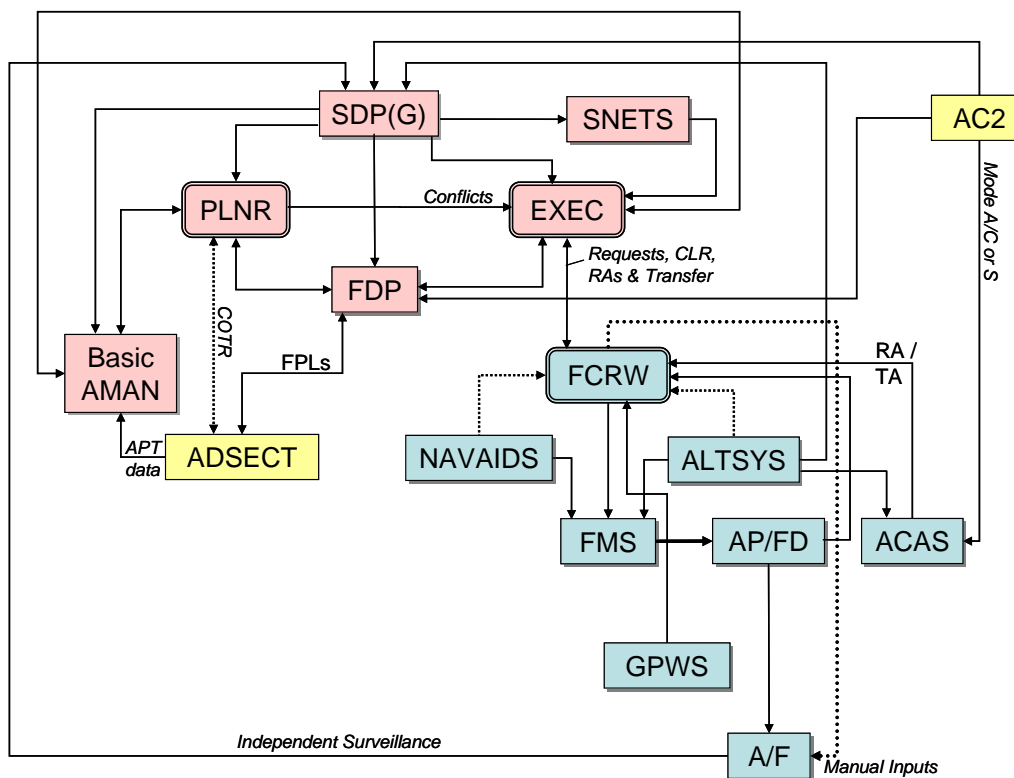 SDP(G)
SNETS
AC2
Mode A/C or S
PLNR
Conflicts
EXEC
Requests, CLR,
RAs & Transfer
FDP
COTR
Basic
AMAN
FPLs
FCRW
RA /
TA
APT
data
ADSECT
NAVAIDS
ALTSYS
FMS
AP/FD
ACAS
GPWS
Independent Surveillance
A/F
Manual Inputs